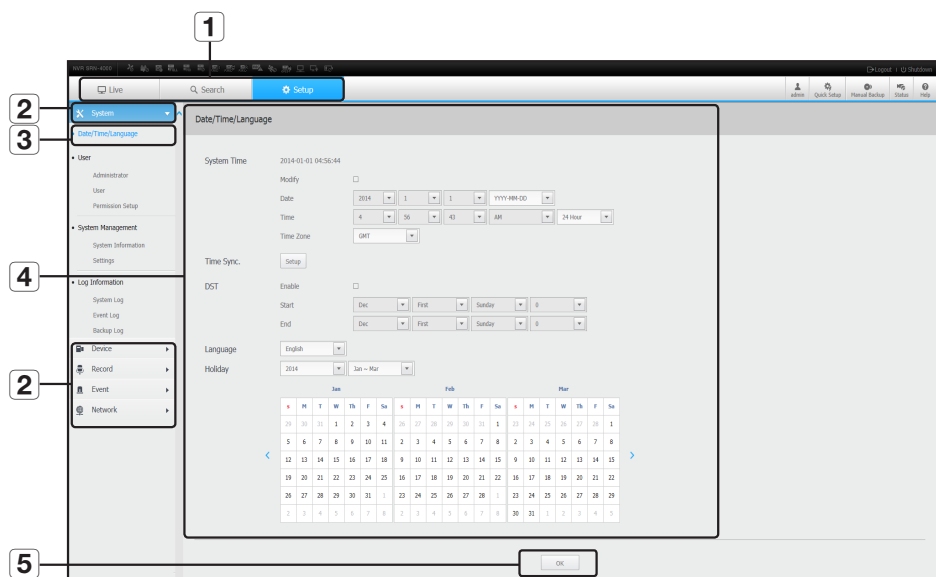 1
NVR SRN-4000 Logout | Shutdown
Live Search Setup admin Quick Setup Manual Backup Status Help
2 System Date/Time/Language
3 Date/Time/Language
• User
Administrator
User
Permission Setup
• System Management
System Information
Settings
4
• Log Information
System Log
Event Log
Backup Log
2
Device
Record
Event
Network
System Time 2014-01-01 04:56:44
Modify
Date 2014 1 1 YYYY-MM-DD
Time 4 56 43 AM 24 Hour
Time Zone GMT
Time Sync. Setup
DST Enable
Start Dec First Sunday 0
End Dec First Sunday 0
Language English
Holiday 2014 Jan ~ Mar
Jan Feb Mar
s M T W Th F Sa s M T W Th F Sa s M T W Th F Sa
29 30 31 1 2 3 4 26 27 28 29 30 31 1 23 24 25 26 27 28 1
5 6 7 8 9 10 11 2 3 4 5 6 7 8 2 3 4 5 6 7 8
< 12 13 14 15 16 17 18 9 10 11 12 13 14 15 9 10 11 12 13 14 15 >
19 20 21 22 23 24 25 16 17 18 19 20 21 22 16 17 18 19 20 21 22
26 27 28 29 30 31 1 23 24 25 26 27 28 1 23 24 25 26 27 28 29
2 3 4 5 6 7 8 2 3 4 5 6 7 8 30 31 1 2 3 4 5
5 OK